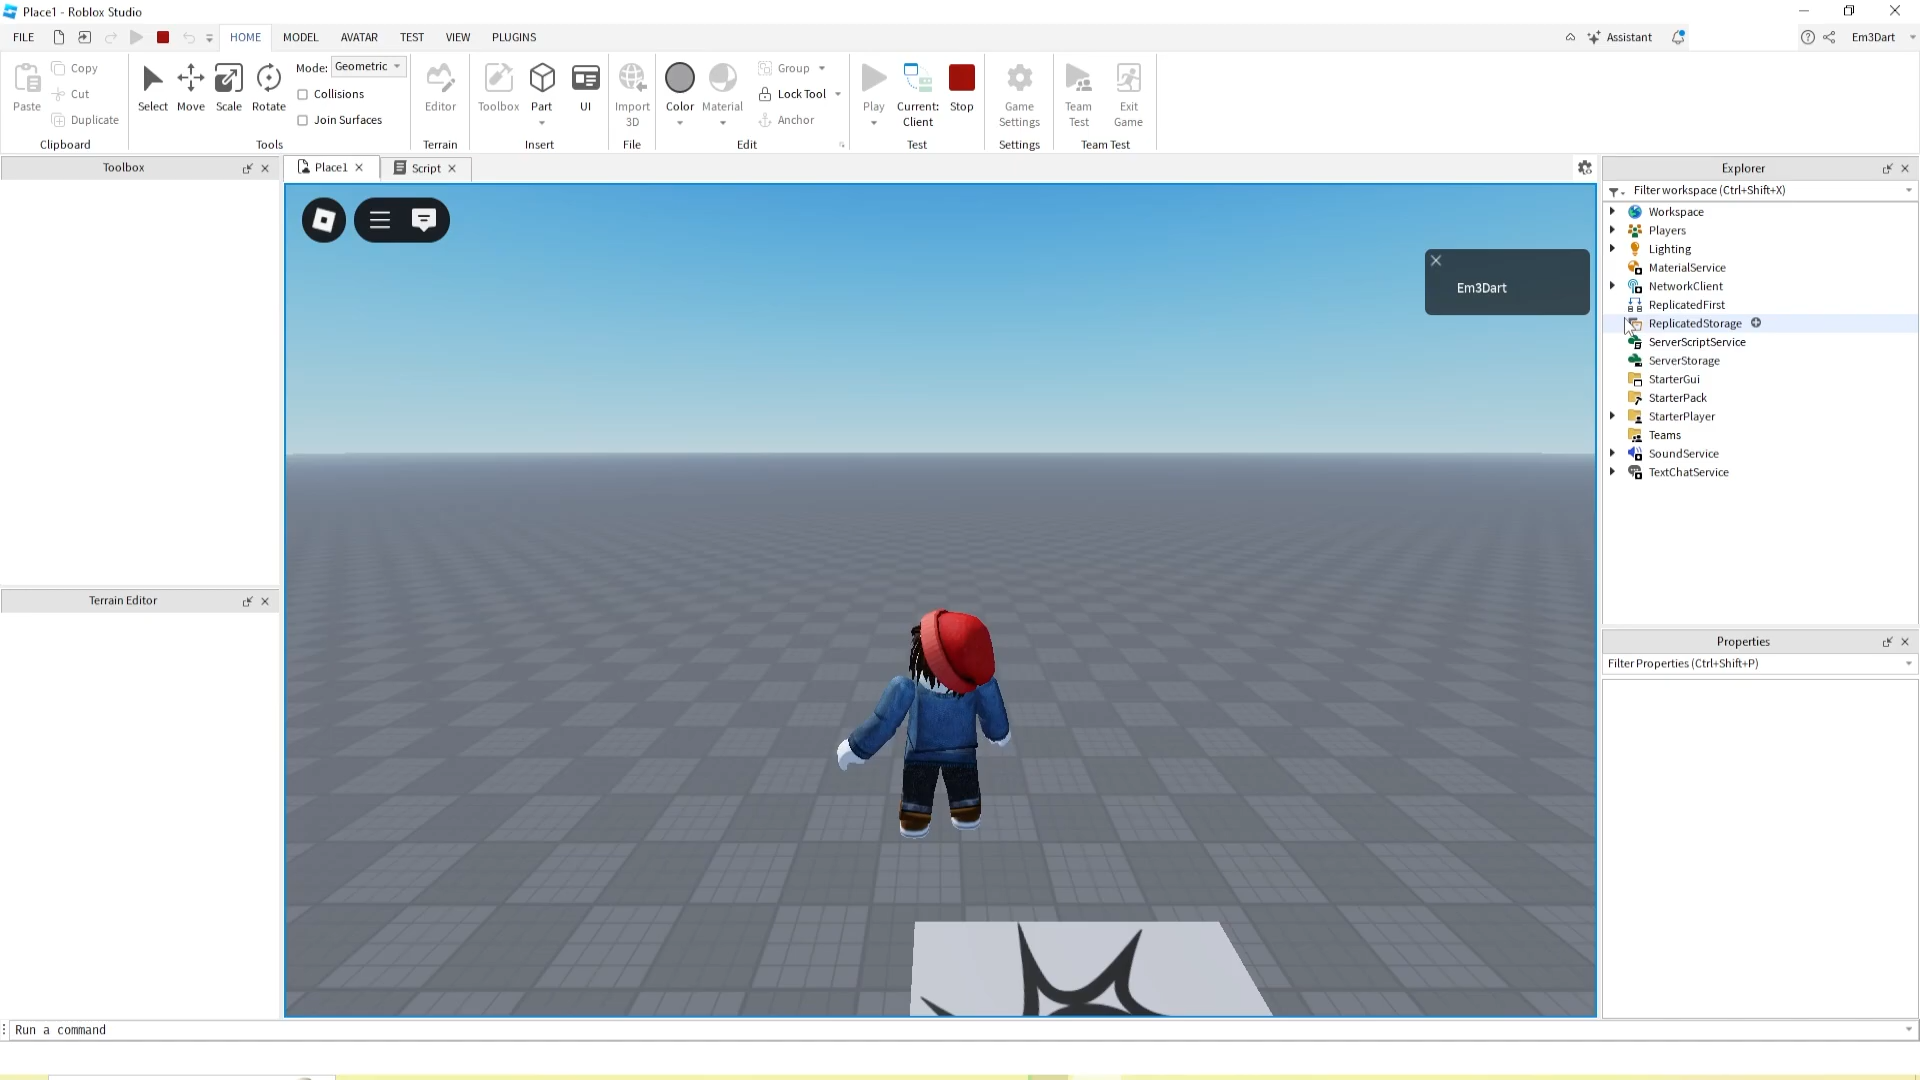 Place1 - Roblox Studio
FILE
HOME
MODEL
AVATAR
TEST
VIEW
PLUGINS
Assistant
Em3Dart
Paste
Copy
Cut
Duplicate
Clipboard
Select
Move
Scale
Rotate
Mode:
Geometric
Collisions
Join Surfaces
Tools
Editor
Terrain
Toolbox
Part
UI
Insert
Import
3D
File
Color
Material
Group
Lock Tool
Anchor
Edit
Play
Current:
Client
Stop
Test
Game
Settings
Settings
Team
Test
Exit
Game
Team Test
Toolbox
Place1
Script
Explorer
Filter workspace (Ctrl+Shift+X)
Workspace
Players
Lighting
MaterialService
NetworkClient
ReplicatedFirst
ReplicatedStorage
ServerScriptService
ServerStorage
StarterGui
StarterPack
StarterPlayer
Teams
SoundService
TextChatService
Em3Dart
Terrain Editor
Properties
Filter Properties (Ctrl+Shift+P)
Run a command